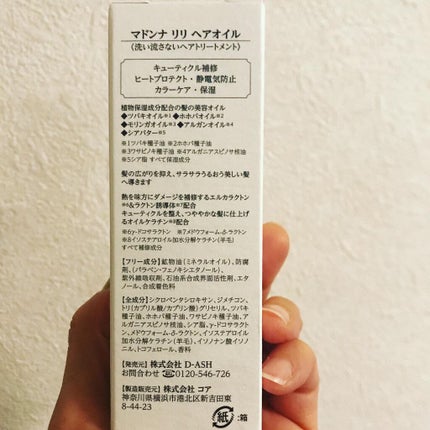 マドンナ リリ ヘアオイル
〈洗い流さないヘアトリートメント〉
キューティクル補修
ヒートプロテクト・静電気防止
カラーケア・保湿
植物保湿成分配合の髪の美容オイル
◆ツバキオイル※1 ◆ホホバオイル※2
◆モリンガオイル※3 ◆アルガンオイル※4
◆シアバター※5
※1ツバキ種子油 ※2ホホバ種子油
※3ワサビノキ種子油 ※4アルガニアスピノサ核油
※5シア脂 すべて保湿成分
髪の広がりを抑え、サラサラうるおう美しい髪
へ導きます
熱を味方にダメージを補修するエルカラクトン
※6&ラクトン誘導体※7配合
キューティクルを整え、つややかな髪に仕上げ
るオイルケラチン※8配合
※6γ-ドコサラクトン ※7メドウフォーム-δ-ラクトン
※8イソステアロイル加水分解ケラチン(羊毛)
すべて補修成分
【フリー成分】鉱物油(ミネラルオイル)、防腐
剤、(パラベン・フェノキシエタノール)、
紫外線吸収剤、石油系合成界面活性剤、エタ
ノール、合成着色料
【全成分】シクロペンタシロキサン、ジメチコン、
トリ(カプリル酸/カプリン酸)グリセリル、ツバキ
種子油、ホホバ種子油、ワサビノキ種子油、ア
ルガニアスピノサ核油、シア脂、γ-ドコサラクト
ン、メドウフォーム-δ-ラクトン、イソステアロイル
加水分解ケラチン(羊毛)、イソノナン酸イソノニ
ル、トコフェロール、香料
【発売元】株式会社 D-ASH
お問合わせ 0120-546-726
【製造販売元】株式会社 コア
神奈川県横浜市港北区新吉田東
8-44-23
紙
:箱